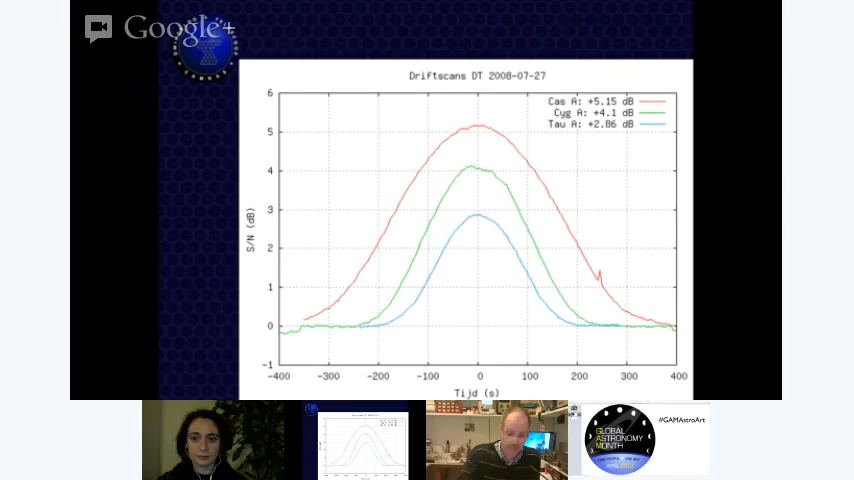 Google+
CAMRAS
Driftscans DT 2008-07-27
Cas A: +5.15 dB
Cyg A: +4.1 dB
Tau A: +2.86 dB
S/N (dB)
6
5
4
3
2
1
0
-1
-400 -300 -200 -100 0 100 200 300 400
Tijd (s)
#GAMAstroArt
GLOBAL
ASTRONOMY
MONTH